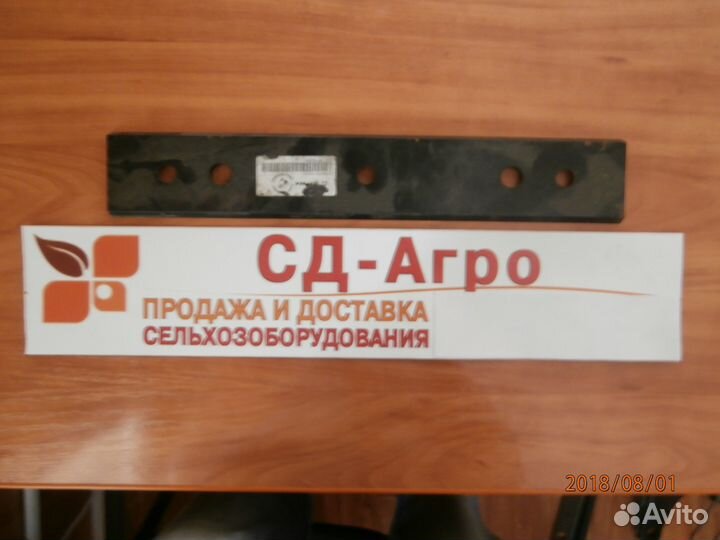 СД-Агро
ПРОДАЖА И ДОСТАВКА
СЕЛЬХОЗОБОРУДОВАНИЯ
2018/08/01
Avito